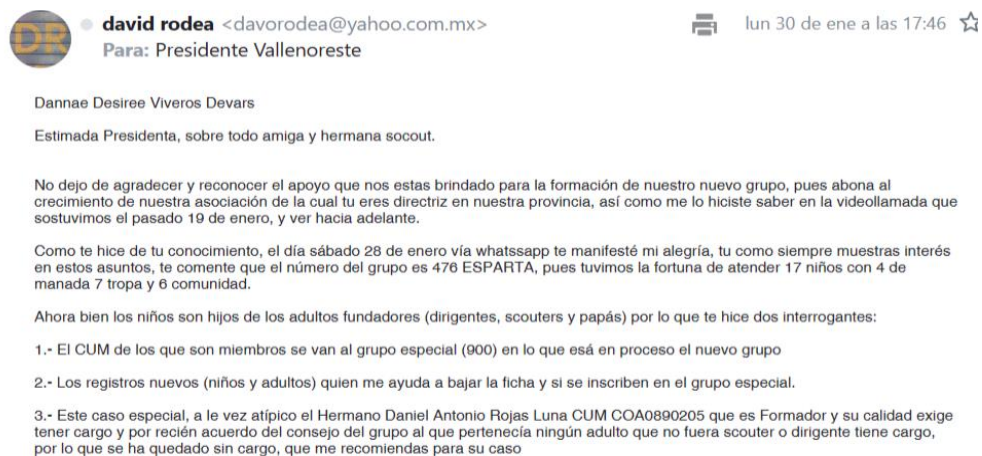 DR
david rodea <davorodea@yahoo.com.mx>
lun 30 de ene a las 17:46
Para: Presidente Vallenoreste
Dannae Desiree Viveros Devars
Estimada Presidenta, sobre todo amiga y hermana socout.
No dejo de agradecer y reconocer el apoyo que nos estas brindado para la formación de nuestro nuevo grupo, pues abona al
crecimiento de nuestra asociación de la cual tu eres directriz en nuestra provincia, así como me lo hiciste saber en la videollamada que
sostuvimos el pasado 19 de enero, y ver hacia adelante.
Como te hice de tu conocimiento, el día sábado 28 de enero vía whatssapp te manifesté mi alegría, tu como siempre muestras interés
en estos asuntos, te comente que el número del grupo es 476 ESPARTA, pues tuvimos la fortuna de atender 17 niños con 4 de
manada 7 tropa y 6 comunidad.
Ahora bien los niños son hijos de los adultos fundadores (dirigentes, scouters y papás) por lo que te hice dos interrogantes:
1.- El CUM de los que son miembros se van al grupo especial (900) en lo que esá en proceso el nuevo grupo
2.- Los registros nuevos (niños y adultos) quien me ayuda a bajar la ficha y si se inscriben en el grupo especial.
3.- Este caso especial, a le vez atípico el Hermano Daniel Antonio Rojas Luna CUM COA0890205 que es Formador y su calidad exige
tener cargo y por recién acuerdo del consejo del grupo al que pertenecía ningún adulto que no fuera scouter o dirigente tiene cargo,
por lo que se ha quedado sin cargo, que me recomiendas para su caso